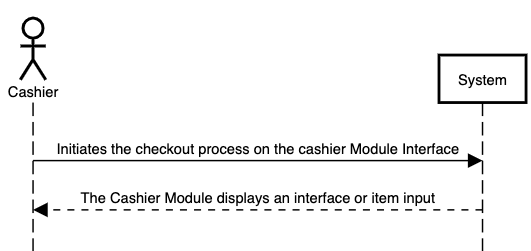 Cashier
System
Initiates the checkout process on the cashier Module Interface
The Cashier Module displays an interface or item input